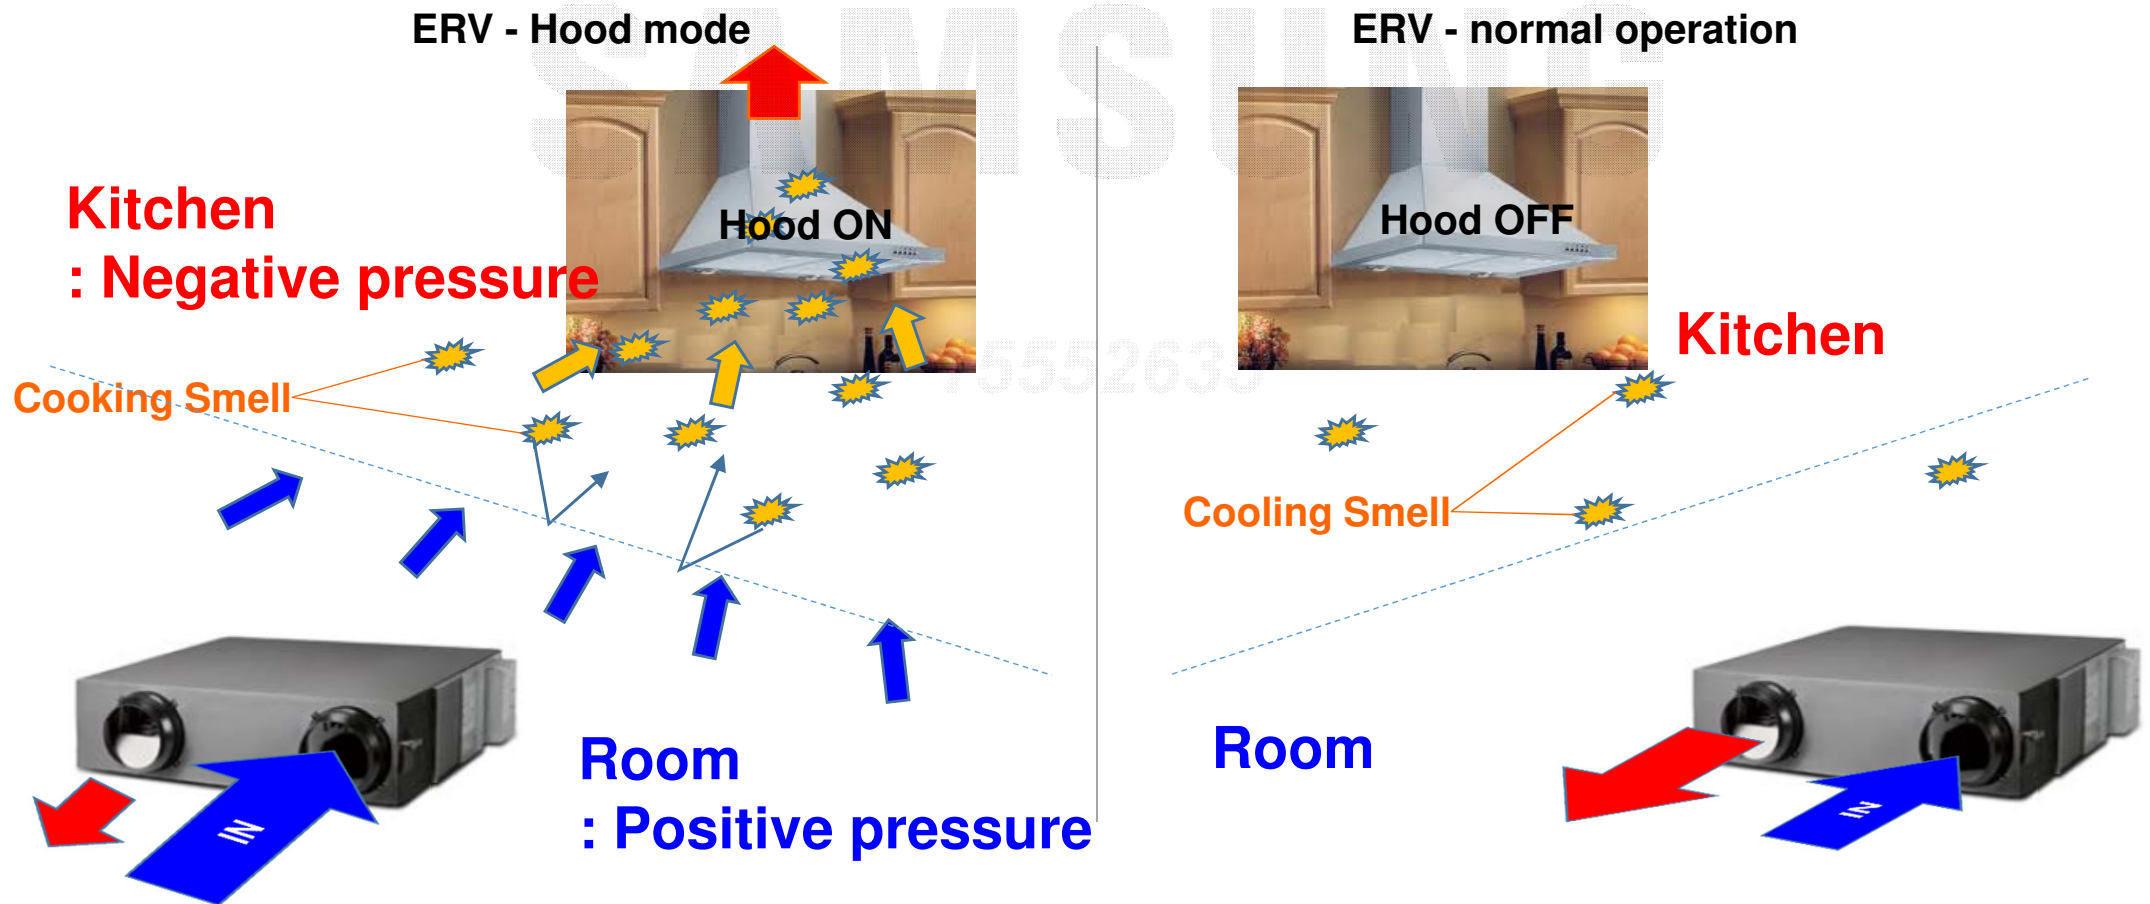 ERV - Hood mode
ERV - normal operation
SAMSUNG
Kitchen
: Negative pressure
Hood ON
Cooking Smell
Room
: Positive pressure
IN
Hood OFF
Kitchen
Cooling Smell
Room
IN